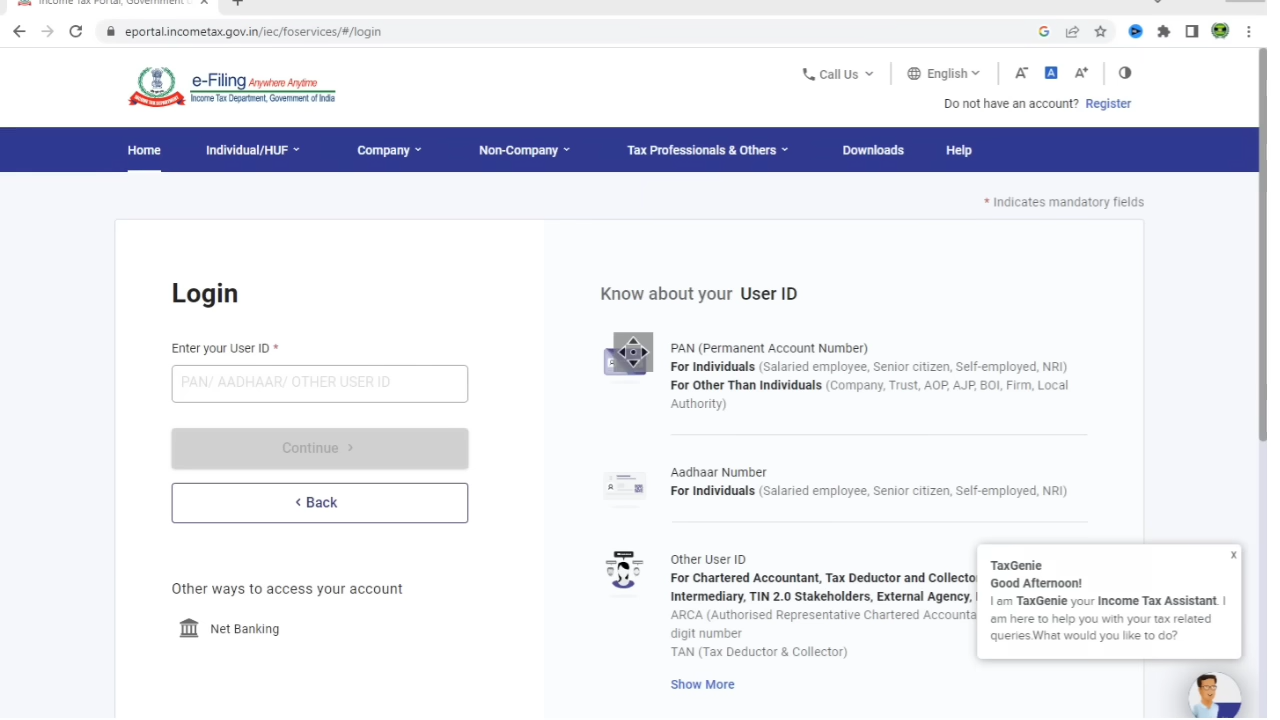 Income Tax Portal, Government
eportal.incometax.gov.in/iec/foservices/#/login
e-Filing Anywhere Anytime
Income Tax Department, Government of India
Call Us
English
A-
A
A+
Do not have an account? Register
Home
Individual/HUF
Company
Non-Company
Tax Professionals & Others
Downloads
Help
* Indicates mandatory fields
Login
Enter your User ID *
PAN/ AADHAAR/ OTHER USER ID
Continue >
< Back
Other ways to access your account
Net Banking
Know about your User ID
PAN (Permanent Account Number)
For Individuals (Salaried employee, Senior citizen, Self-employed, NRI)
For Other Than Individuals (Company, Trust, AOP, AJP, BOI, Firm, Local
Authority)
Aadhaar Number
For Individuals (Salaried employee, Senior citizen, Self-employed, NRI)
Other User ID
For Chartered Accountant, Tax Deductor and Collecto
Intermediary, TIN 2.0 Stakeholders, External Agency,
ARCA (Authorised Representative Chartered Accounta
digit number
TAN (Tax Deductor & Collector)
Show More
x
TaxGenie
Good Afternoon!
I am TaxGenie your Income Tax Assistant. I
am here to help you with your tax related
queries.What would you like to do?